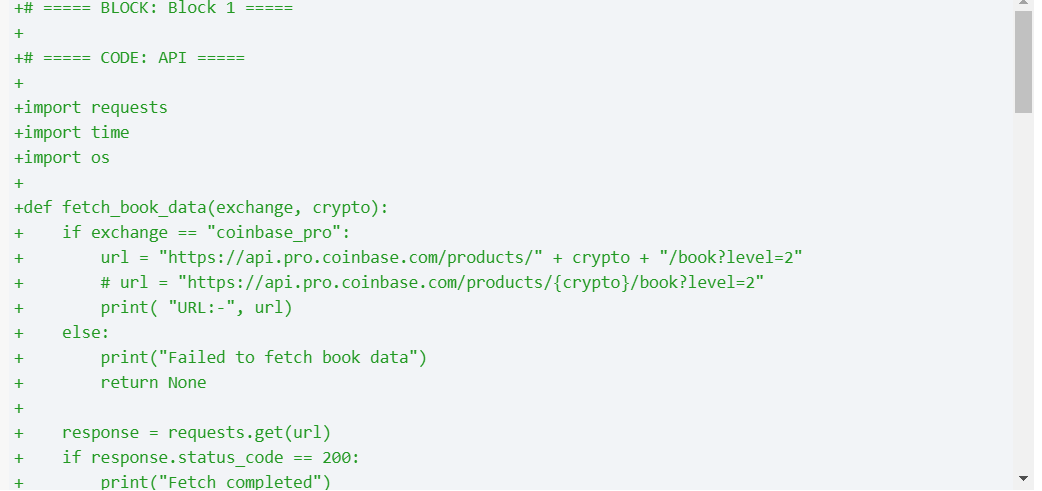 +# ===== BLOCK: Block 1 =====
+
+# ===== CODE: API =====
+
+import requests
+import time
+import os
+
+def fetch_book_data(exchange, crypto):
+    if exchange == "coinbase_pro":
+        url = "https://api.pro.coinbase.com/products/" + crypto + "/book?level=2"
+        # url = "https://api.pro.coinbase.com/products/{crypto}/book?level=2"
+        print( "URL:-", url)
+    else:
+        print("Failed to fetch book data")
+        return None
+
+    response = requests.get(url)
+    if response.status_code == 200:
+        print("Fetch completed")